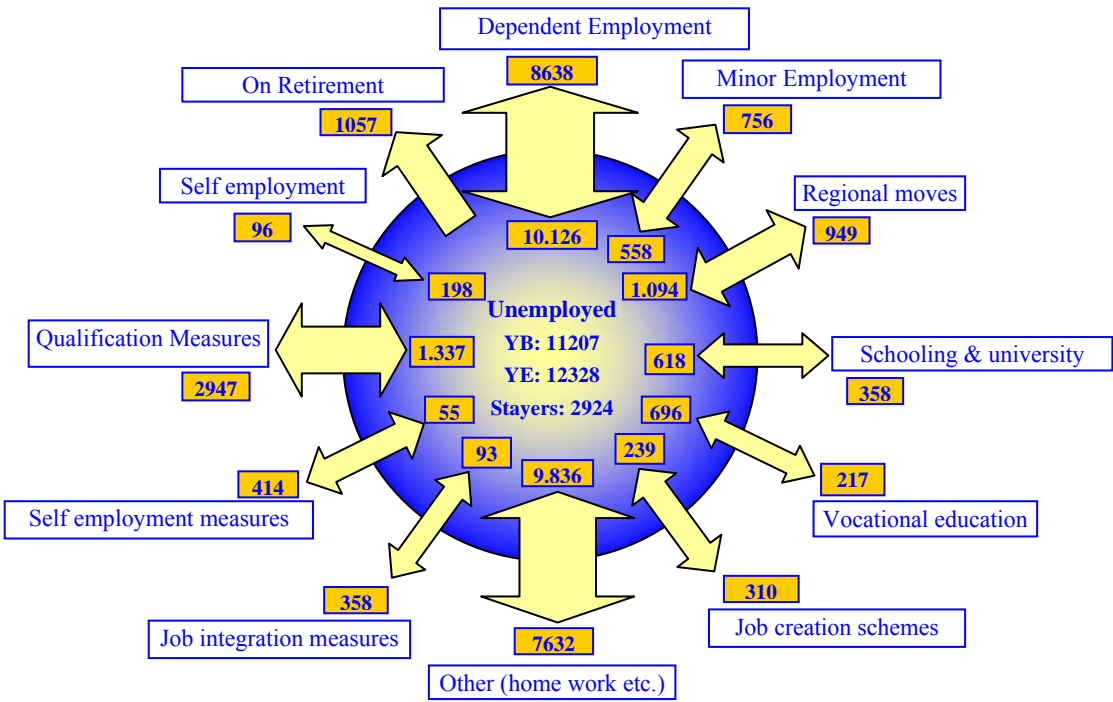 Dependent Employment
8638
On Retirement
1057
Minor Employment
756
Self employment
96
Regional moves
949
10.126
558
198
1.094
Unemployed
YB: 11207
YE: 12328
Stayers: 2924
Qualification Measures
2947
1.337
618
Schooling & university
358
55
696
93
239
9.836
414
Self employment measures
217
Vocational education
358
Job integration measures
310
Job creation schemes
7632
Other (home work etc.)